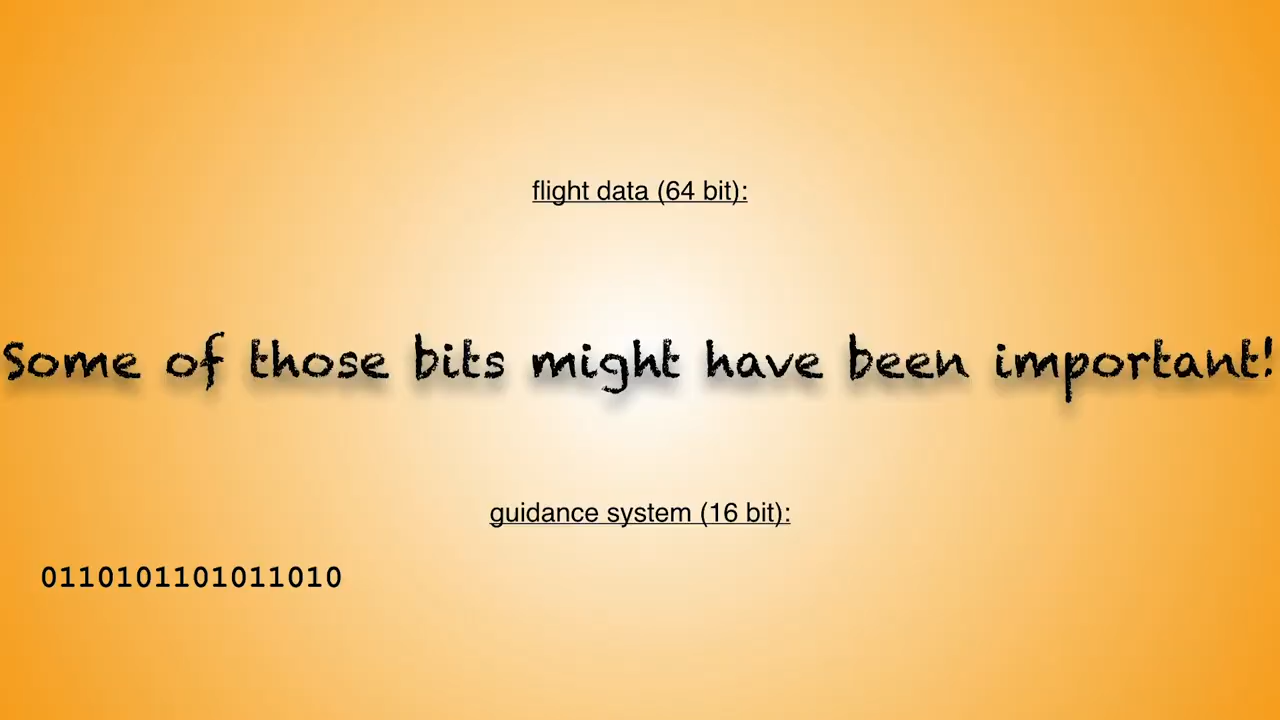 flight data (64 bit):
Some of those bits might have been important!
guidance system (16 bit):
0110101101011010